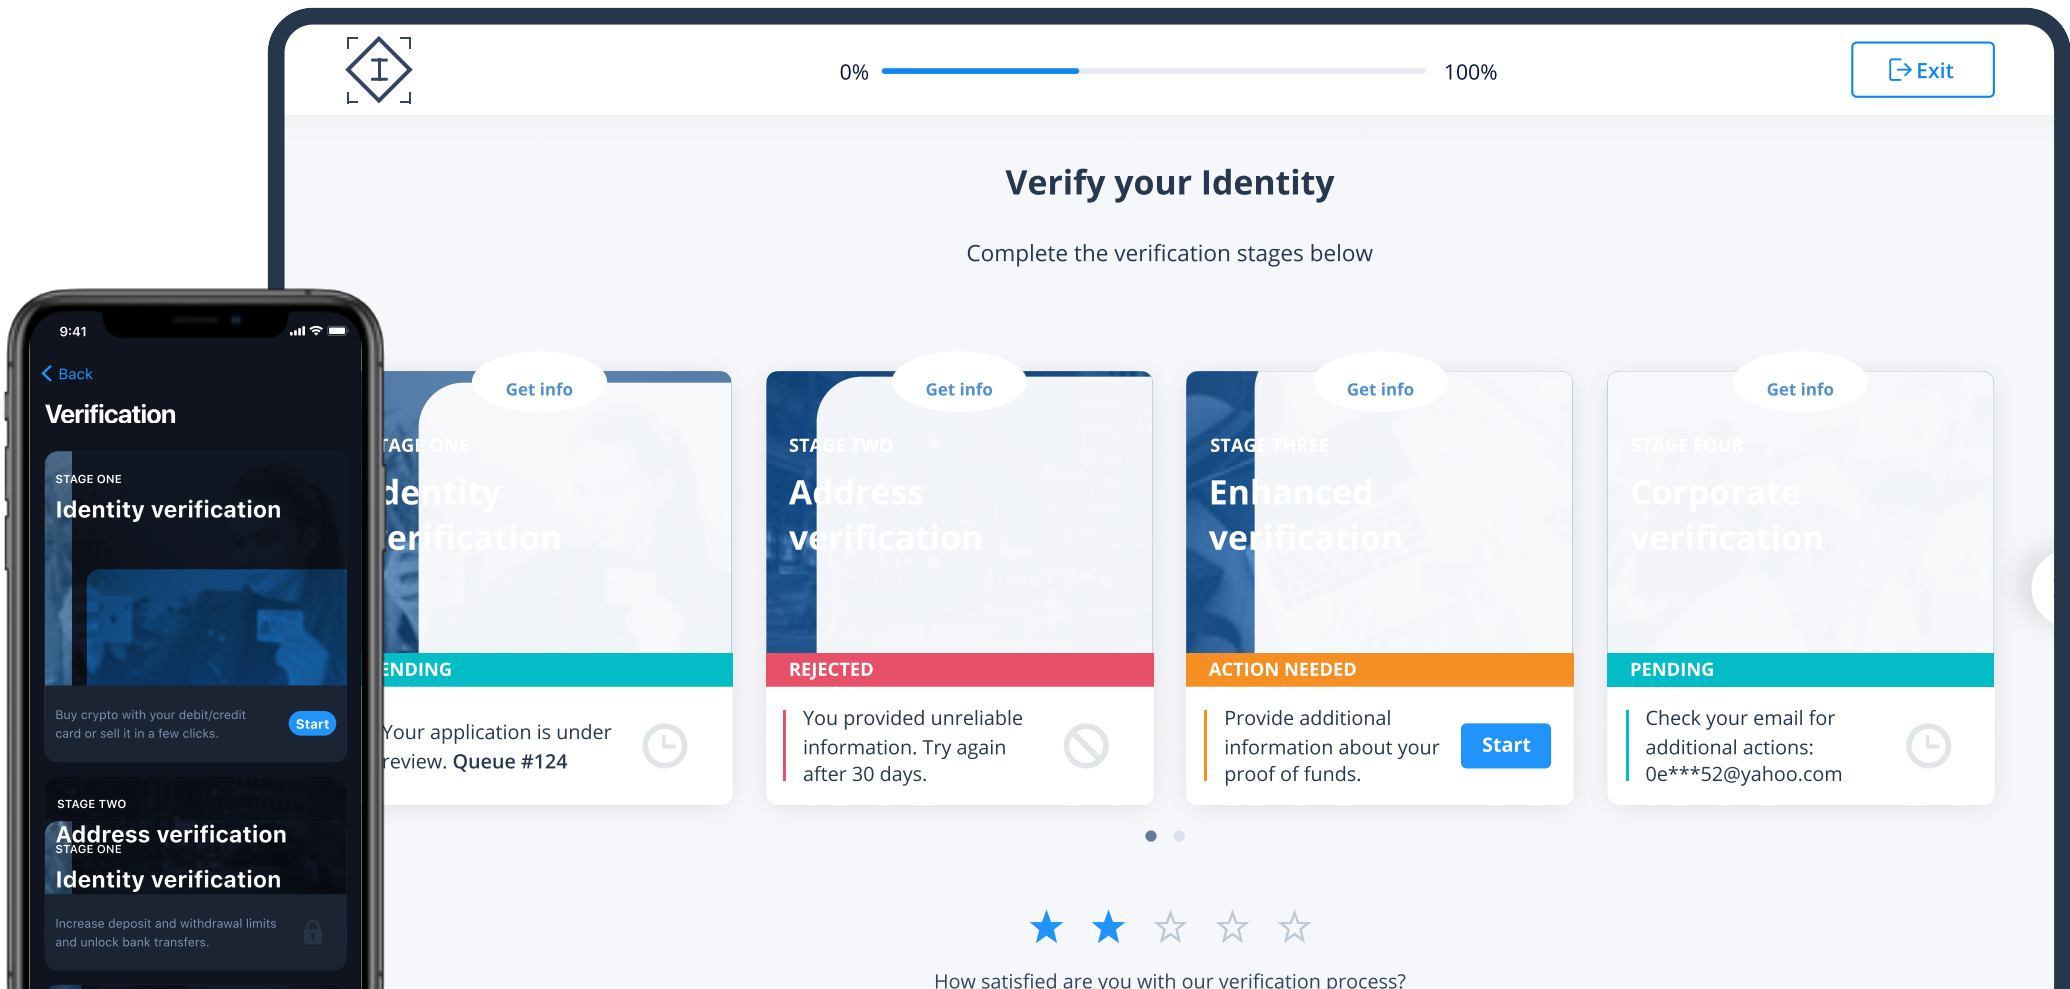 0%
100%
Exit
Verify your Identity
Complete the verification stages below
Get info
TAGE ONE
dentity
erification
ENDING
Your application is under
review. Queue #124
Get info
STAGE TWO
Address
verification
REJECTED
You provided unreliable
information. Try again
after 30 days.
Get info
STAGE THREE
Enhanced
verification
ACTION NEEDED
Provide additional
information about your
proof of funds.
Start
Get info
STAGE FOUR
Corporate
verification
PENDING
Check your email for
additional actions:
0e***52@yahoo.com
How satisfied are you with our verification process?
9:41
Back
Verification
STAGE ONE
Identity verification
Buy crypto with your debit/credit
card or sell it in a few clicks.
Start
STAGE TWO
Address verification
STAGE ONE
Identity verification
Increase deposit and withdrawal limits
and unlock bank transfers.